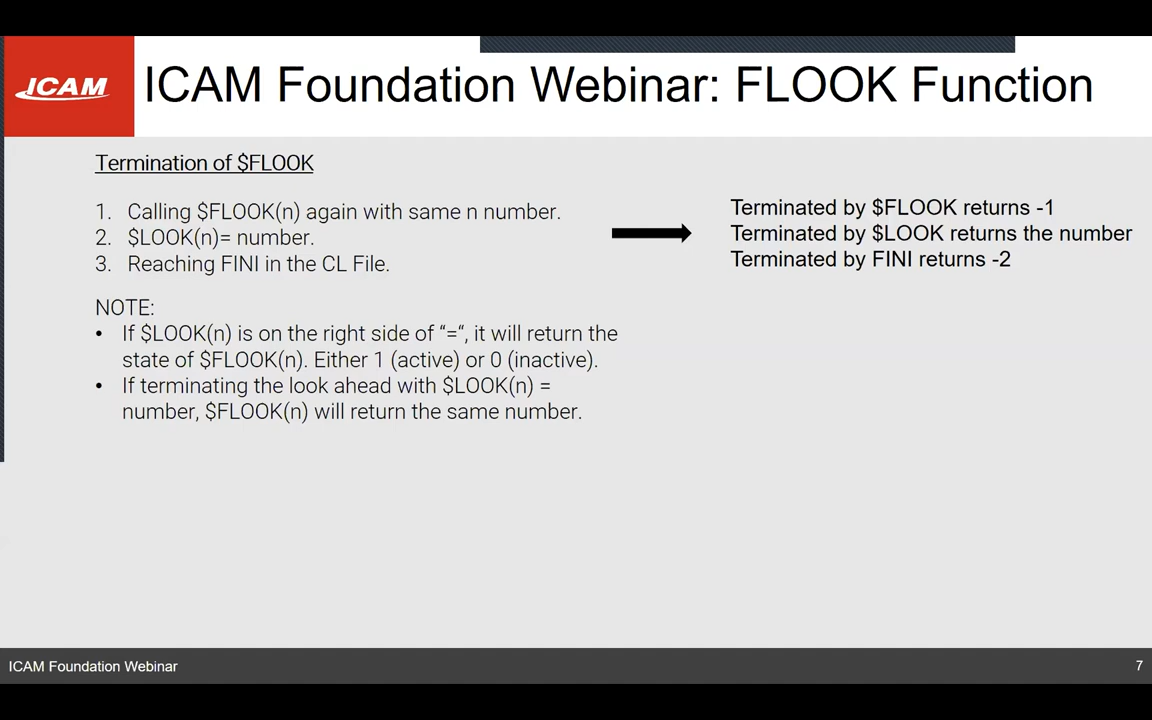 ICAM
ICAM Foundation Webinar: FLOOK Function
Termination of $FLOOK
1. Calling $FLOOK(n) again with same n number.
2. $LOOK(n)= number.
3. Reaching FINI in the CL File.
Terminated by $FLOOK returns -1
Terminated by $LOOK returns the number
Terminated by FINI returns -2
NOTE:
• If $LOOK(n) is on the right side of “=“, it will return the
state of $FLOOK(n). Either 1 (active) or 0 (inactive).
• If terminating the look ahead with $LOOK(n) =
number, $FLOOK(n) will return the same number.
ICAM Foundation Webinar
7